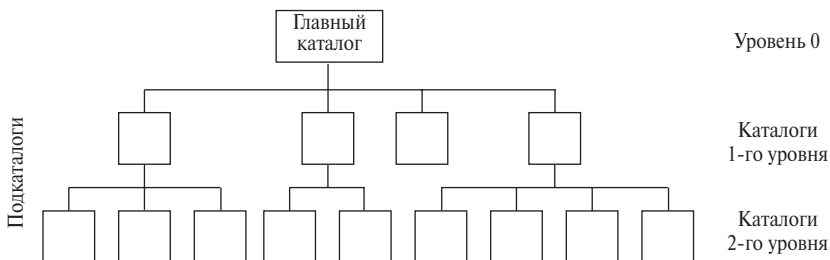 Главный
каталог
Уровень 0
Подкаталоги
Каталоги
1-го уровня
Каталоги
2-го уровня